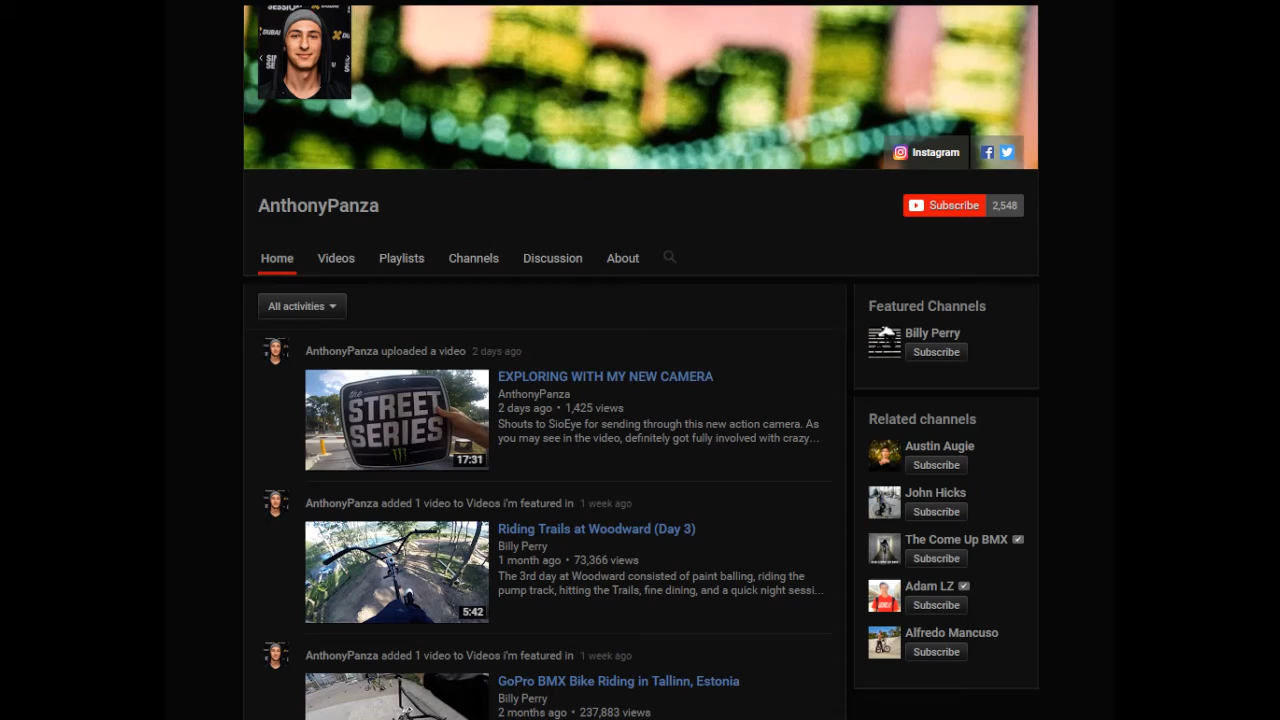 SESSION
DUBAI
Instagram
AnthonyPanza
Subscribe 2,548
Home Videos Playlists Channels Discussion About
All activities
AnthonyPanza uploaded a video 2 days ago
the
STREET
SERIES
17:31
EXPLORING WITH MY NEW CAMERA
AnthonyPanza
2 days ago • 1,425 views
Shouts to SioEye for sending through this new action camera. As
you may see in the video, definitely got fully involved with crazy...
AnthonyPanza added 1 video to Videos i'm featured in 1 week ago
5:42
Riding Trails at Woodward (Day 3)
Billy Perry
1 month ago • 73,366 views
The 3rd day at Woodward consisted of paint balling, riding the
pump track, hitting the Trails, fine dining, and a quick night sessi...
AnthonyPanza added 1 video to Videos i'm featured in 1 week ago
GoPro BMX Bike Riding in Tallinn, Estonia
Billy Perry
2 months ago • 237,883 views
Featured Channels
Billy Perry
Subscribe
Related channels
Austin Augie
Subscribe
John Hicks
Subscribe
The Come Up BMX
Subscribe
Adam LZ
Subscribe
Alfredo Mancuso
Subscribe